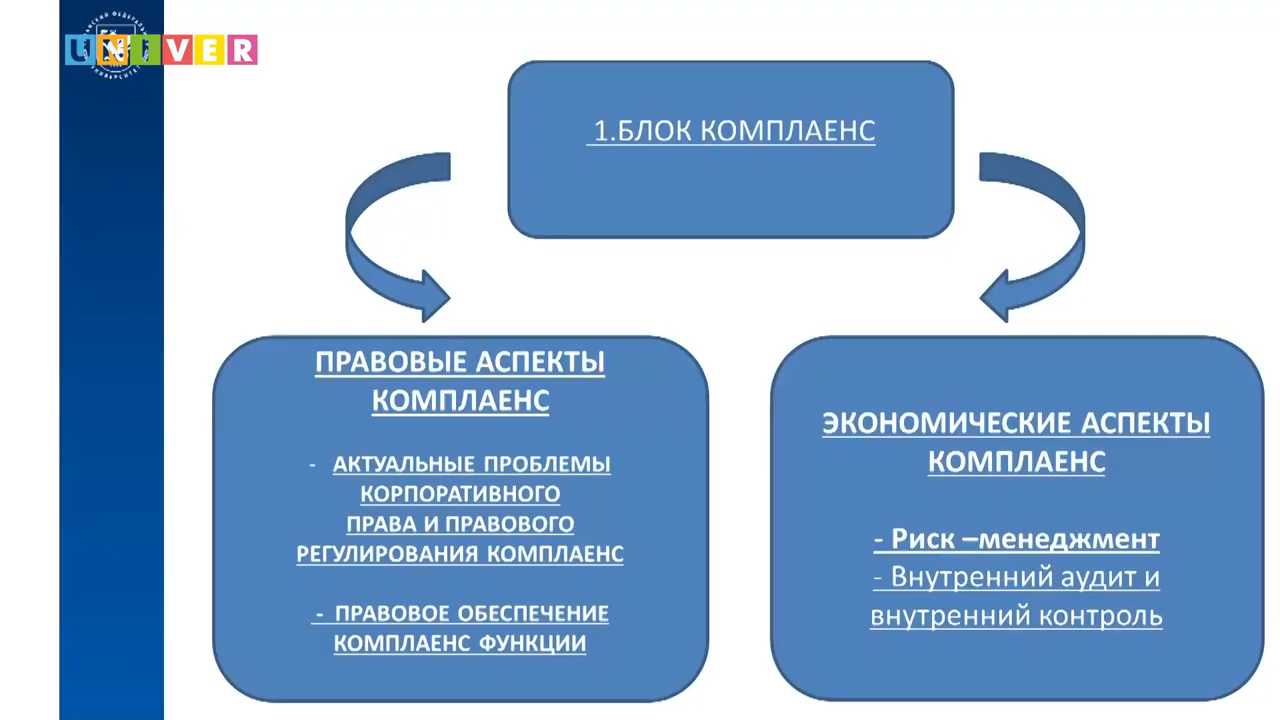 UNIVER
1.БЛОК КОМПЛАЕНС
ПРАВОВЫЕ АСПЕКТЫ
КОМПЛАЕНС
- АКТУАЛЬНЫЕ ПРОБЛЕМЫ
КОРПОРАТИВНОГО
ПРАВА И ПРАВОВОГО
РЕГУЛИРОВАНИЯ КОМПЛАЕНС
- ПРАВОВОЕ ОБЕСПЕЧЕНИЕ
КОМПЛАЕНС ФУНКЦИИ
ЭКОНОМИЧЕСКИЕ АСПЕКТЫ
КОМПЛАЕНС
- Риск –менеджмент
- Внутренний аудит и
внутренний контроль